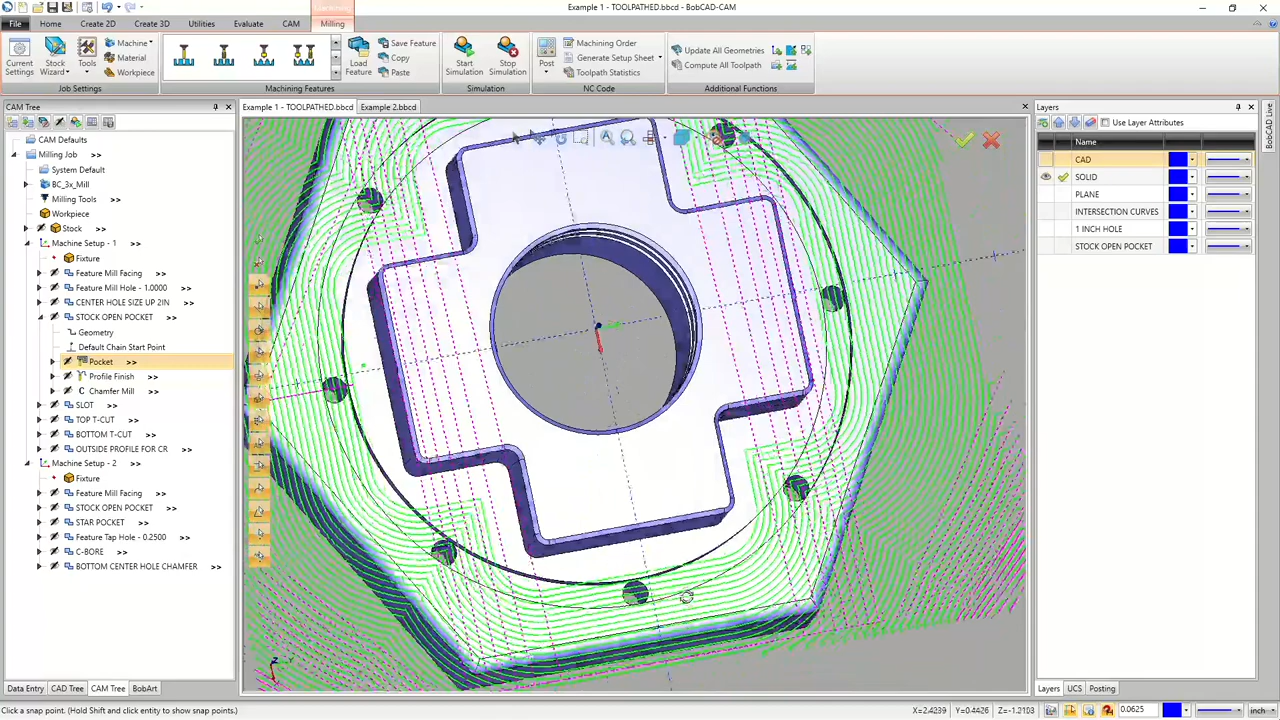 Machining
Example 1 - TOOLPATHED.bbcd - BobCAD-CAM
File Home Create 2D Create 3D Utilities Evaluate CAM Milling
Current Settings
Stock Wizard
Tools
Machine
Material
Workpiece
Load Feature
Save Feature
Copy
Paste
Start Simulation
Stop Simulation
Post
Machining Order
Generate Setup Sheet
Toolpath Statistics
Update All Geometries
Compute All Toolpath
Job Settings Machining Features Simulation NC Code Additional Functions
CAM Tree
Example 1 - TOOLPATHED.bbcd Example 2.bbcd
Layers
BobCAD Live
Use Layer Attributes
Name
CAD
SOLID
PLANE
INTERSECTION CURVES
1 INCH HOLE
STOCK OPEN POCKET
CAM Defaults
Milling Job >>
System Default
BC_3x_Mill
Milling Tools >>
Workpiece
Stock >>
Machine Setup - 1 >>
Fixture
Feature Mill Facing >>
Feature Mill Hole - 1.0000 >>
CENTER HOLE SIZE UP 2IN >>
STOCK OPEN POCKET >>
Geometry
Default Chain Start Point
Pocket >>
Profile Finish >>
Chamfer Mill >>
SLOT >>
TOP T-CUT >>
BOTTOM T-CUT >>
OUTSIDE PROFILE FOR CR >>
Machine Setup - 2 >>
Fixture
Feature Mill Facing >>
STOCK OPEN POCKET >>
STAR POCKET >>
Feature Tap Hole - 0.2500 >>
C-BORE >>
BOTTOM CENTER HOLE CHAMFER >>
Data Entry CAD Tree CAM Tree BobArt
Layers UCS Posting
Click a snap point. (Hold Shift and click entity to show snap points.)
X=2.4239 Y=0.4426 Z=-1.2103
0.0625
inch